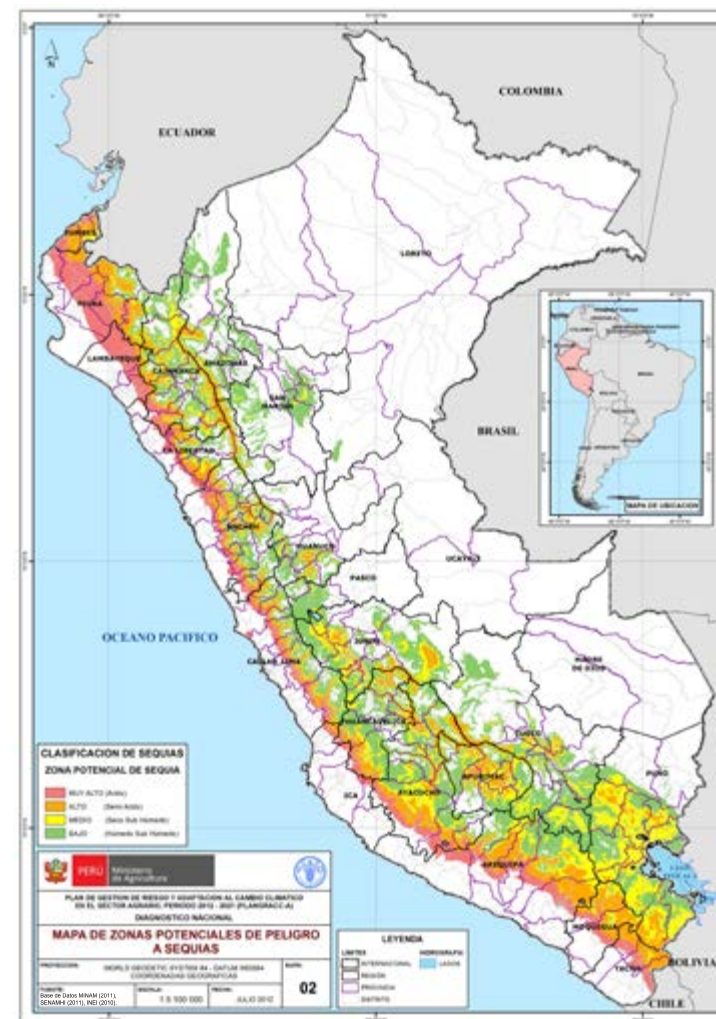 COLOMBIA
ECUADOR
TUMBES
LORETO
PIURA
LAMBAYEQUE
AMAZONAS
CAJAMARCA
SAN
MARTIN
BRASIL
BRASIL
MAPA DE UBICACION
LA LIBERTAD
ANCASH
HUANUCO
UCAYALI
PASCO
OCEANO PACIFICO
JUNIN
CALLAO LIMA
MADRE
DE DIOS
HUANCAVELICA
CUSCO
APURIMAC
ICA
AYACUCHO
PUNO
AREQUIPA
LAGO
TITICACA
MOQUEGUA
TACNA
BOLIVIA
CHILE
CLASIFICACION DE SEQUIAS
ZONA POTENCIAL DE SEQUIA
MUY ALTO (Arido)
ALTO (Semi Arido)
MEDIO (Seco Sub Humedo)
BAJO (Humedo Sub Humedo)
PERÚ Ministerio
de Agricultura
PLAN DE GESTION DE RIESGO Y ADAPTACION AL CAMBIO CLIMATICO
EN EL SECTOR AGRARIO, PERIODO 2012 - 2021 (PLANGRACC-A)
DIAGNOSTICO NACIONAL
MAPA DE ZONAS POTENCIALES DE PELIGRO
A SEQUIAS
PROYECCION: WORLD GEODETIC SYSTEM 84 - DATUM WGS84
COORDENADAS GEOGRAFICAS
MAPA:
02
FUENTE:
Base de Datos MINAM (2011),
SENAMHI (2011), INEI (2010).
ESCALA:
1:5 100 000
FECHA:
JULIO 2012
LEYENDA
LIMITES
INTERNACIONAL
REGIÓN
PROVINCIA
DISTRITO
HIDROGRAFIA
LAGOS
N